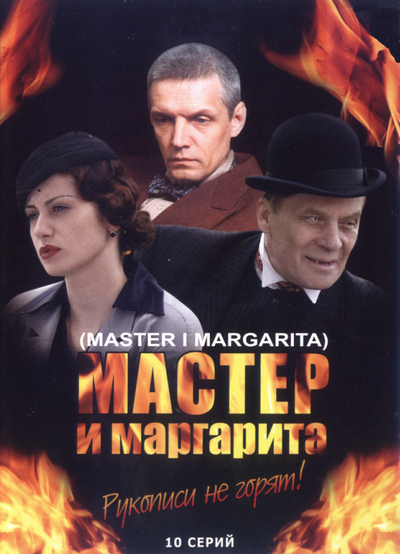 (MASTER I MARGARITA)
МАСТЕР
и маргарита
Рукописи не горят!
10 СЕРИЙ